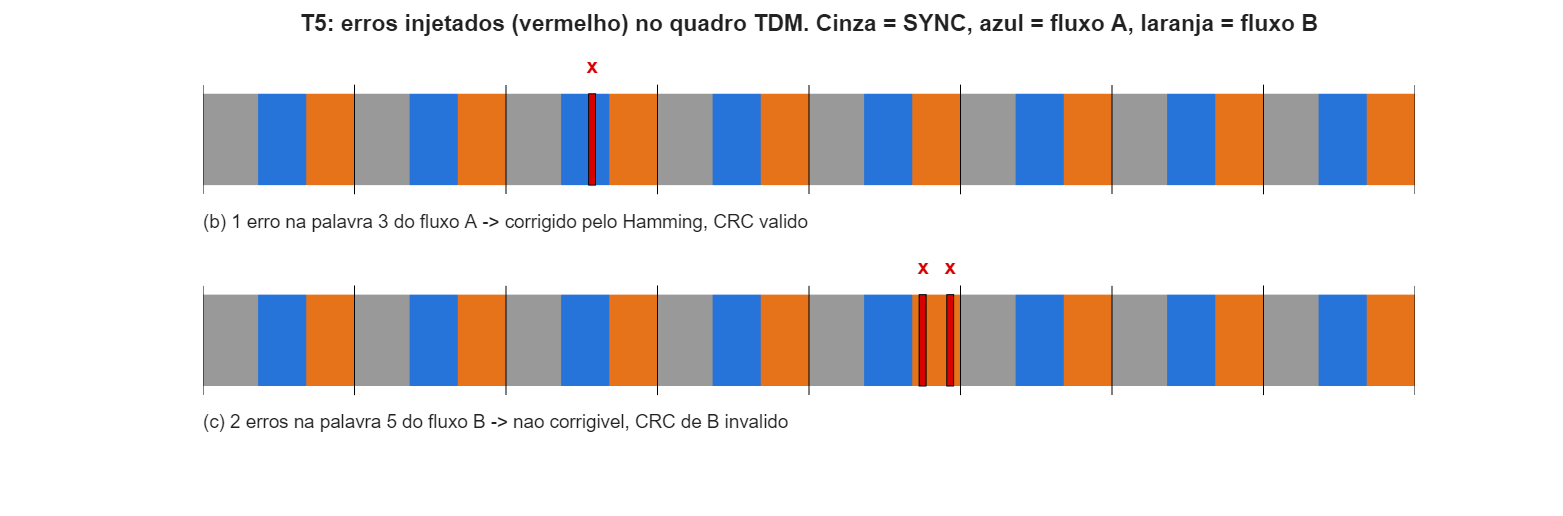 T5: erros injetados (vermelho) no quadro TDM. Cinza = SYNC, azul = fluxo A, laranja = fluxo B
x
(b) 1 erro na palavra 3 do fluxo A -> corrigido pelo Hamming, CRC valido
x x
(c) 2 erros na palavra 5 do fluxo B -> nao corrigivel, CRC de B invalido